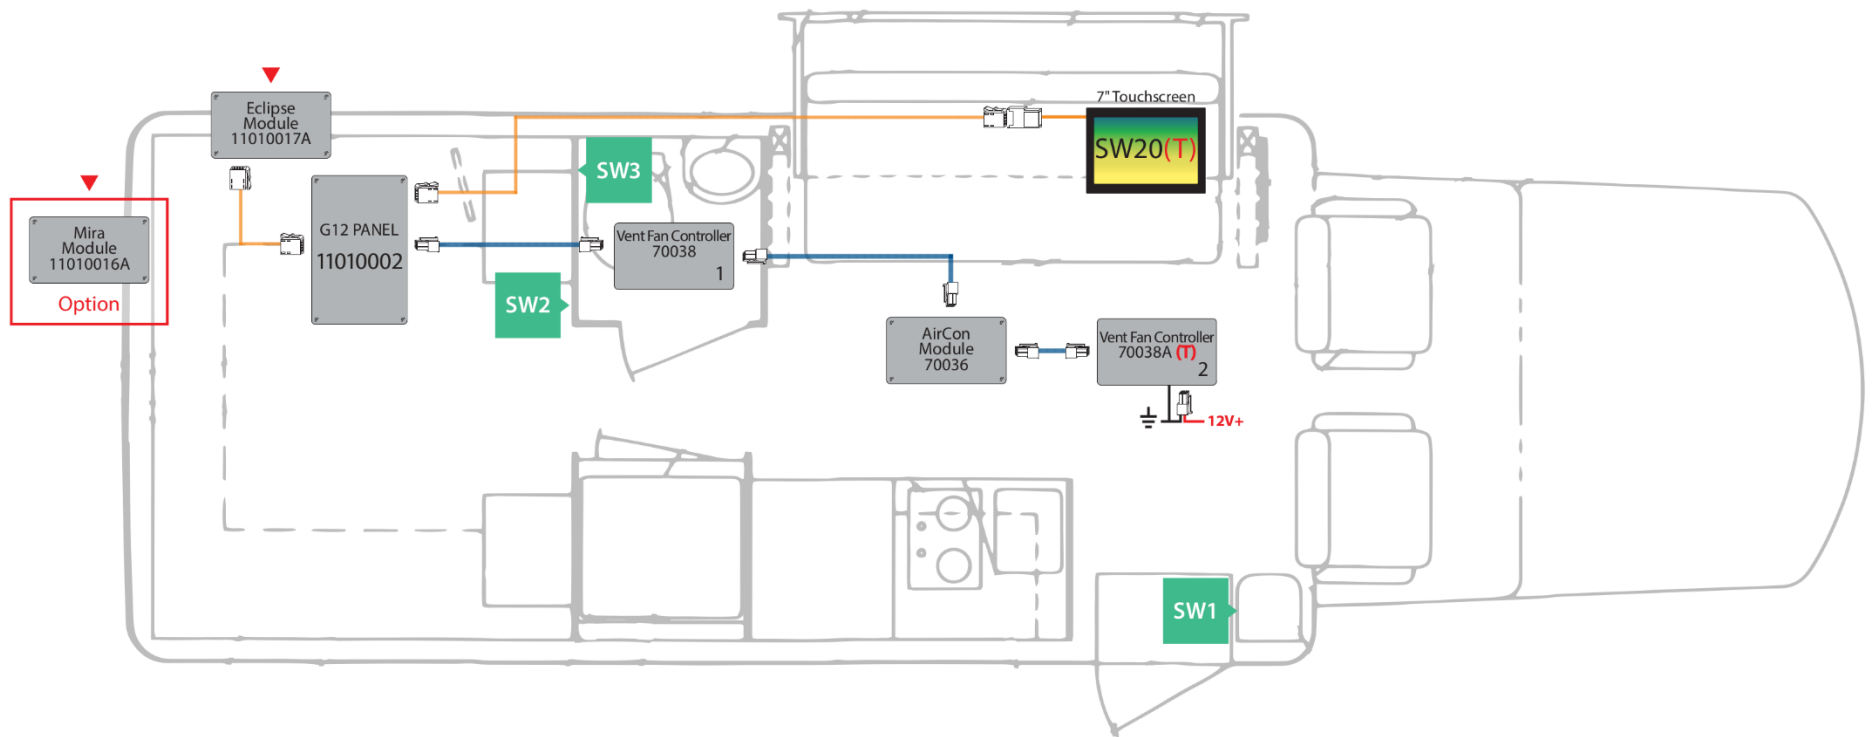 7" Touchscreen
SW20(T)
Eclipse
Module
11010017A
Mira
Module
11010016A
Option
G12 PANEL
11010002
SW3
SW2
Vent Fan Controller
70038
1
AirCon
Module
70036
Vent Fan Controller
70038A (T)
2
12V+
SW1